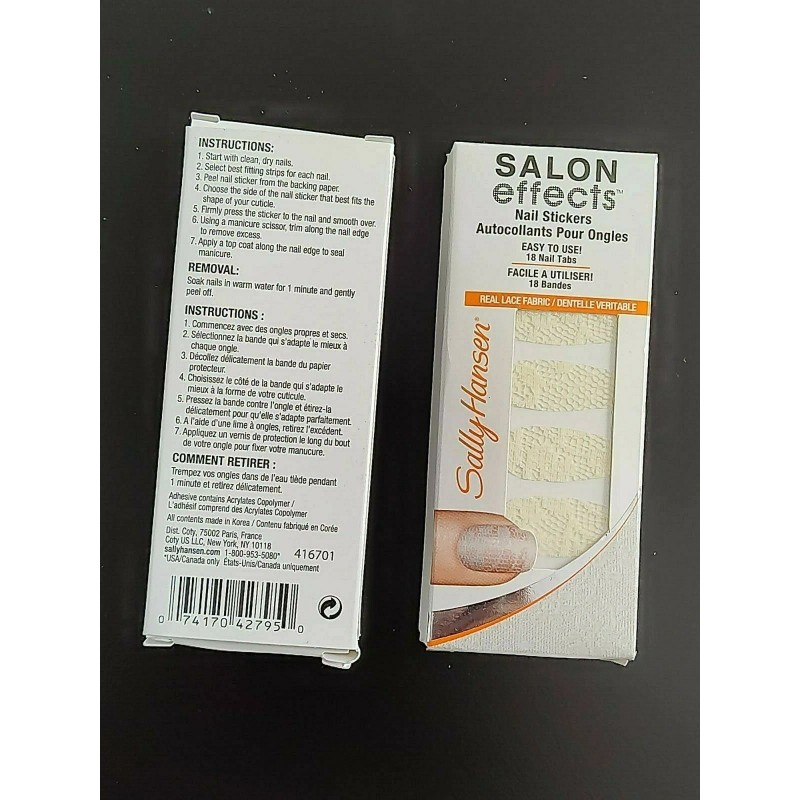 INSTRUCTIONS:
1. Start with clean, dry nails.
2. Select best fitting strips for each nail.
3. Peel nail sticker from the backing paper.
4. Choose the side of the nail sticker that best fits the
shape of your cuticle.
5. Firmly press the sticker to the nail and smooth over.
6. Using a manicure scissor, trim along the nail edge
to remove excess.
7. Apply a top coat along the nail edge to seal
manicure.
REMOVAL:
Soak nails in warm water for 1 minute and gently
peel off.
INSTRUCTIONS :
1. Commencez avec des ongles propres et secs.
2. Sélectionnez la bande qui s'adapte le mieux à
chaque ongle.
3. Décollez délicatement la bande du papier
protecteur.
4. Choisissez le côté de la bande qui s'adapte le
mieux à la forme de votre cuticule.
5. Pressez la bande contre l'ongle et étirez-la
délicatement pour qu'elle s'adapte parfaitement.
6. A l'aide d'une lime à ongles, retirez l'excédent.
7. Appliquez un vernis de protection le long du bout
de votre ongle pour fixer votre manucure.
COMMENT RETIRER :
Trempez vos ongles dans de l'eau tiède pendant
1 minute et retirez délicatement.
Adhesive contains Acrylates Copolymer /
L'adhésif comprend des Acrylates Copolymer
All contents made in Korea / Contenu fabriqué en Corée
Dist. Coty, 75002 Paris, France
Coty US LLC, New York, NY 10118
sallyhansen.com 1-800-953-5080* 416701
*USA/Canada only États-Unis/Canada uniquement
0 74170 42795 0
SALON
effects™
Nail Stickers
Autocollants Pour Ongles
EASY TO USE!
18 Nail Tabs
FACILE A UTILISER!
18 Bandes
REAL LACE FABRIC / DENTELLE VERITABLE
Sally Hansen®